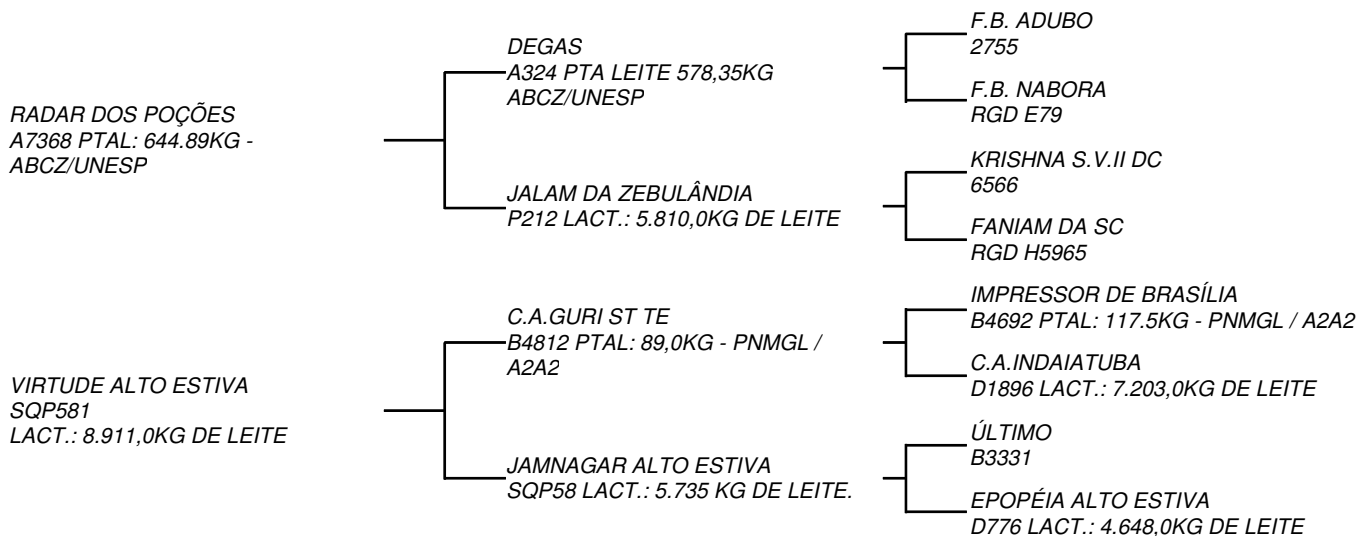 RADAR DOS POÇÕES
A7368 PTAL: 644.89KG -
ABCZ/UNESP
VIRTUDE ALTO ESTIVA
SQP581
LACT.: 8.911,0KG DE LEITE
DEGAS
A324 PTA LEITE 578,35KG
ABCZ/UNESP
JALAM DA ZEBULÂNDIA
P212 LACT.: 5.810,0KG DE LEITE
C.A.GURI ST TE
B4812 PTAL: 89,0KG - PNMGL /
A2A2
JAMNAGAR ALTO ESTIVA
SQP58 LACT.: 5.735 KG DE LEITE.
F.B. ADUBO
2755
F.B. NABORA
RGD E79
KRISHNA S.V.II DC
6566
FANIAM DA SC
RGD H5965
IMPRESSOR DE BRASÍLIA
B4692 PTAL: 117.5KG - PNMGL / A2A2
C.A.INDAIATUBA
D1896 LACT.: 7.203,0KG DE LEITE
ÚLTIMO
B3331
EPOPÉIA ALTO ESTIVA
D776 LACT.: 4.648,0KG DE LEITE